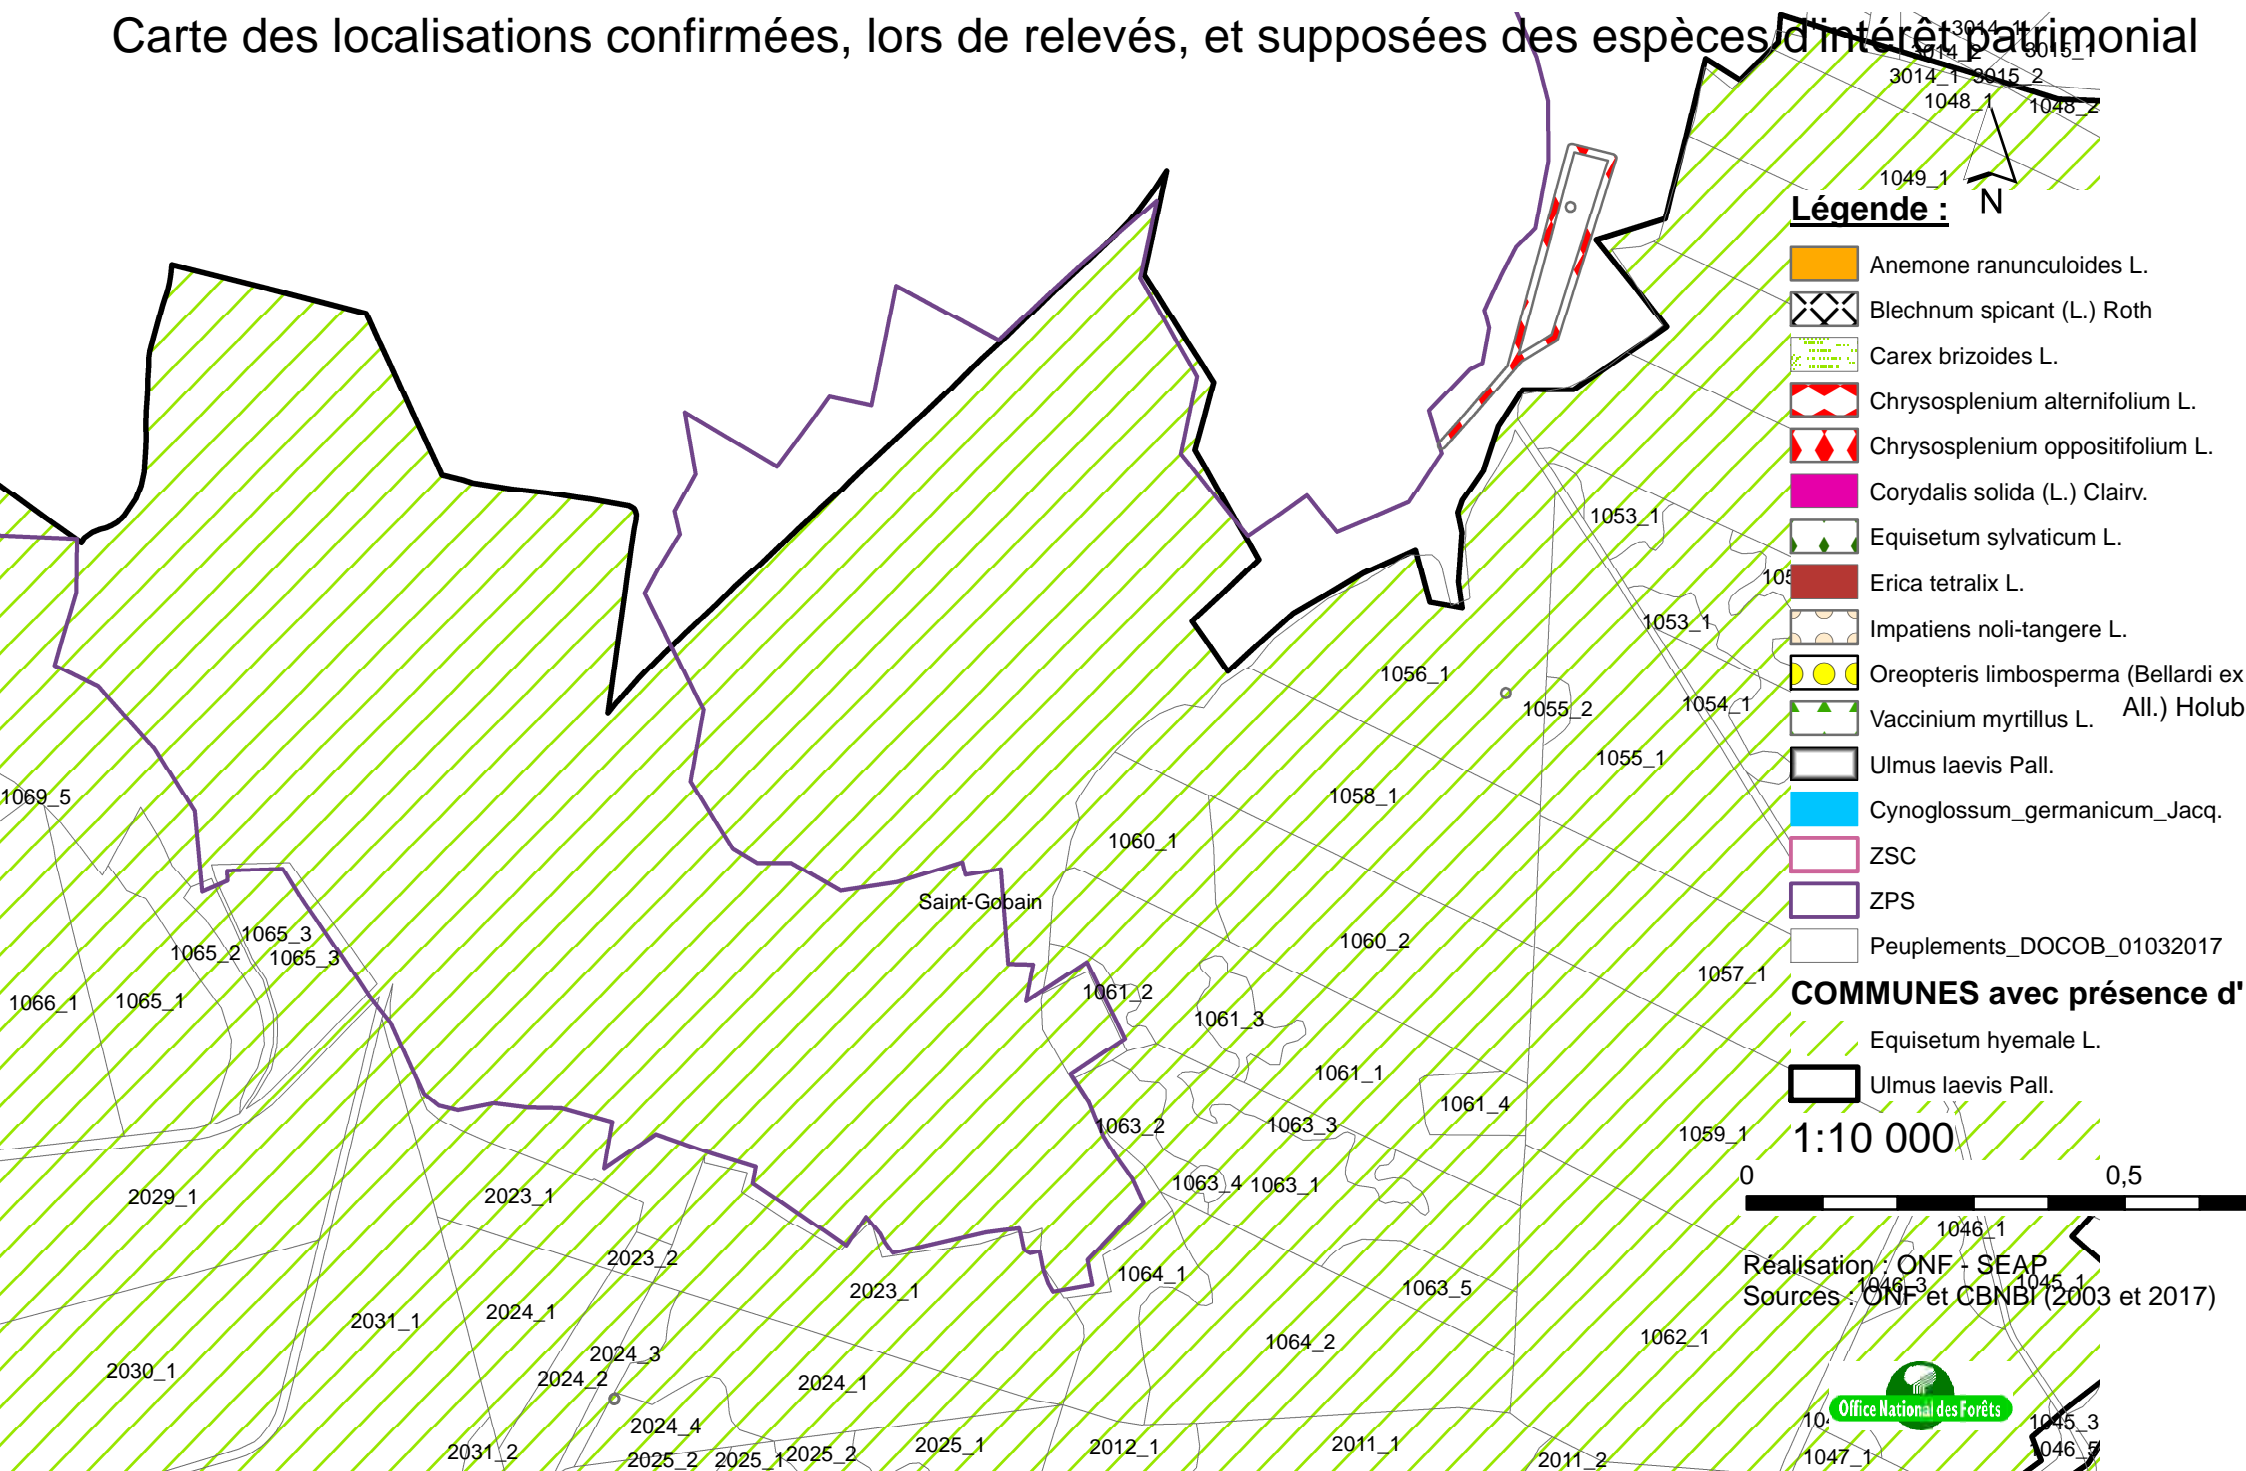 Carte des localisations confirmées, lors de relevés, et supposées des espèces d'intérêt patrimonial
3014_1
3014_2
3015_1
3014_1
3015_2
1048_1
1048_2
1049_1
N
Légende :
Anemone ranunculoides L.
Blechnum spicant (L.) Roth
Carex brizoides L.
Chrysosplenium alternifolium L.
Chrysosplenium oppositifolium L.
Corydalis solida (L.) Clairv.
Equisetum sylvaticum L.
Erica tetralix L.
Impatiens noli-tangere L.
Oreopteris limbosperma (Bellardi ex
All.) Holub
Vaccinium myrtillus L.
Ulmus laevis Pall.
Cynoglossum_germanicum_Jacq.
ZSC
ZPS
Peuplements_DOCOB_01032017
COMMUNES avec présence d'
Equisetum hyemale L.
Ulmus laevis Pall.
1:10 000
0 0,5
Réalisation : ONF - SEAP
Sources : ONF et CBNBl (2003 et 2017)
Office National des Forêts
1053_1
1053_1
1056_1
1055_2
1054_1
1055_1
1069_5
1058_1
1060_1
Saint-Gobain
1065_3
1065_2
1065_3
1060_2
1057_1
1066_1
1065_1
1061_2
1061_3
1061_1
1061_4
1063_2
1063_3
1059_1
2029_1
2023_1
1063_4
1063_1
1046_1
2023_2
1064_1
2023_1
1063_5
1046_3
1045_1
2031_1
2024_1
1064_2
1062_1
2030_1
2024_3
2024_2
2024_1
2024_4
1045_3
2031_2
2025_2
2025_1
2025_2
2025_1
2012_1
2011_1
2011_2
1047_1
1046_5